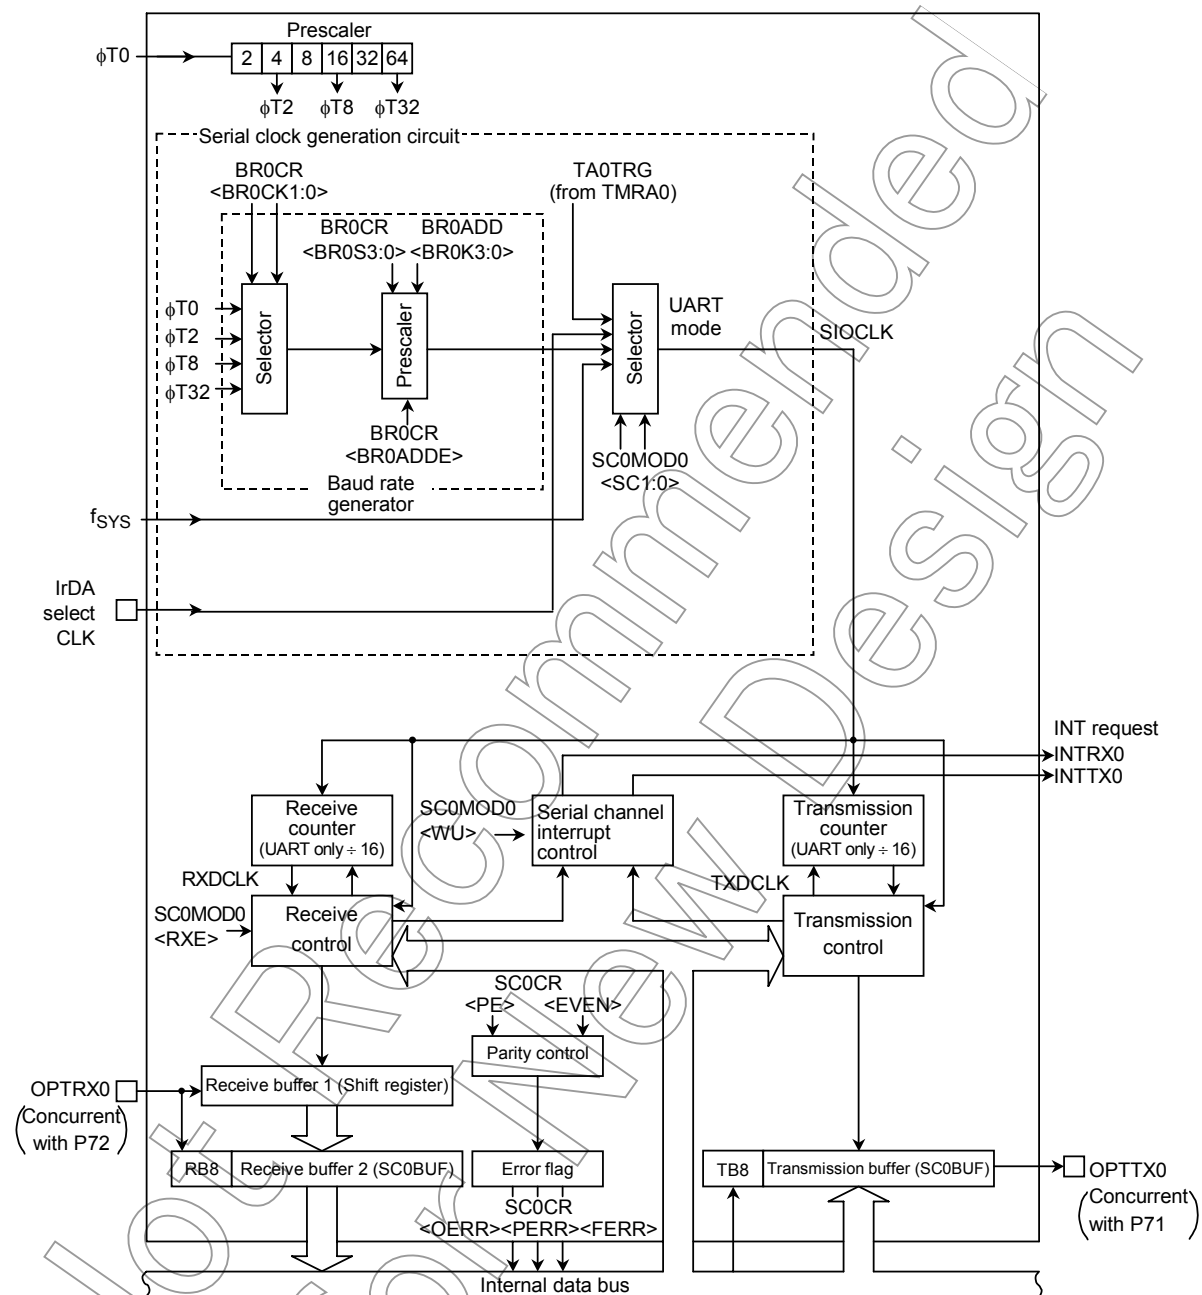 Prescaler
ϕT0
2 4 8 16 32 64
ϕT2 ϕT8 ϕT32
Serial clock generation circuit
BR0CR
<BR0CK1:0>
TA0TRG
(from TMRA0)
BR0CR
<BR0S3:0>
BR0ADD
<BR0K3:0>
ϕT0
ϕT2
ϕT8
ϕT32
Selector
Prescaler
Selector
UART
mode
SIOCLK
BR0CR
<BR0ADDE>
SC0MOD0
<SC1:0>
Baud rate
generator
fSYS
IrDA
select
CLK
INT request
INTRX0
INTTX0
Receive
counter
(UART only ÷ 16)
SC0MOD0
<WU>
Serial channel
interrupt
control
Transmission
counter
(UART only ÷ 16)
RXDCLK
TXDCLK
SC0MOD0
<RXE>
Receive
control
Transmission
control
SC0CR
<PE> <EVEN>
Parity control
OPTRX0
(Concurrent
with P72)
Receive buffer 1 (Shift register)
RB8 Receive buffer 2 (SC0BUF)
Error flag
TB8 Transmission buffer (SC0BUF)
OPTTX0
(Concurrent
with P71)
SC0CR
<OERR><PERR><FERR>
Internal data bus
Not Recommended
for New Design